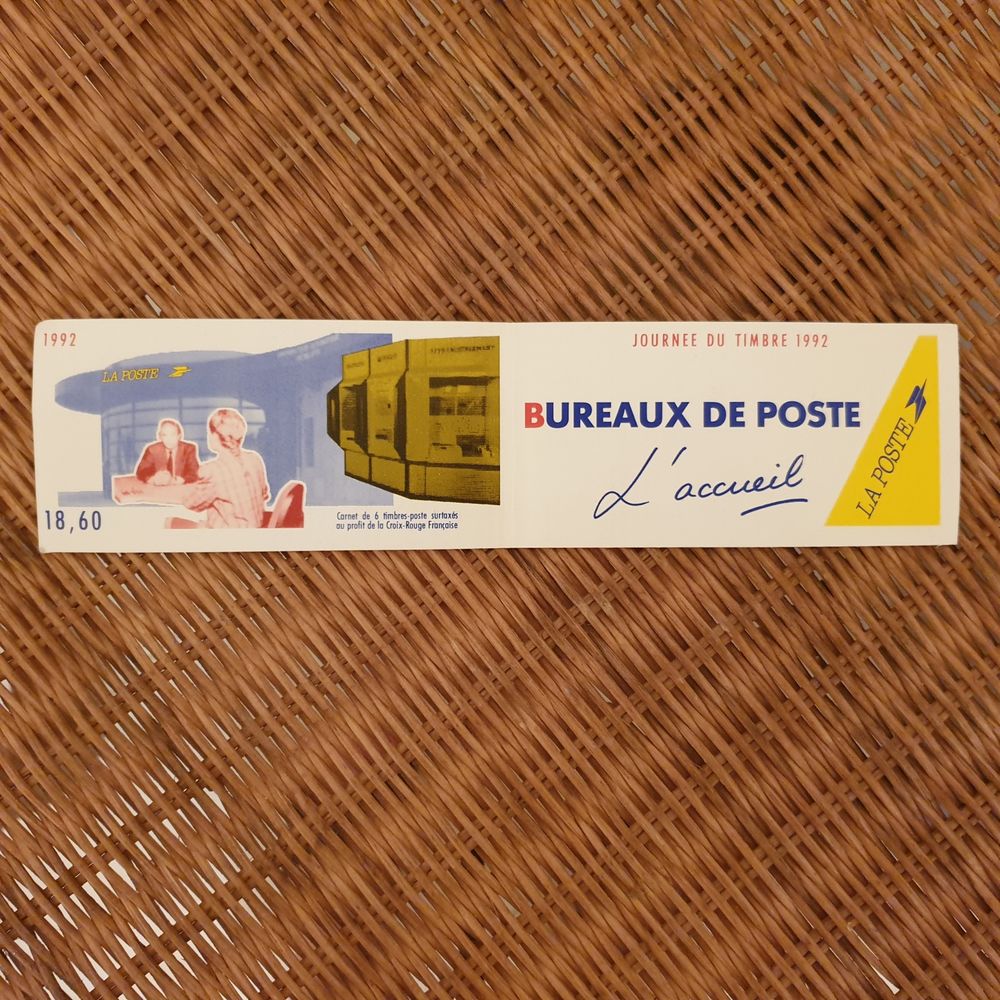 1992
LA POSTE
18,60
Carnet de 6 timbres-poste surtaxés
au profit de la Croix-Rouge Française
JOURNEE DU TIMBRE 1992
BUREAUX DE POSTE
L'accueil
LA POSTE